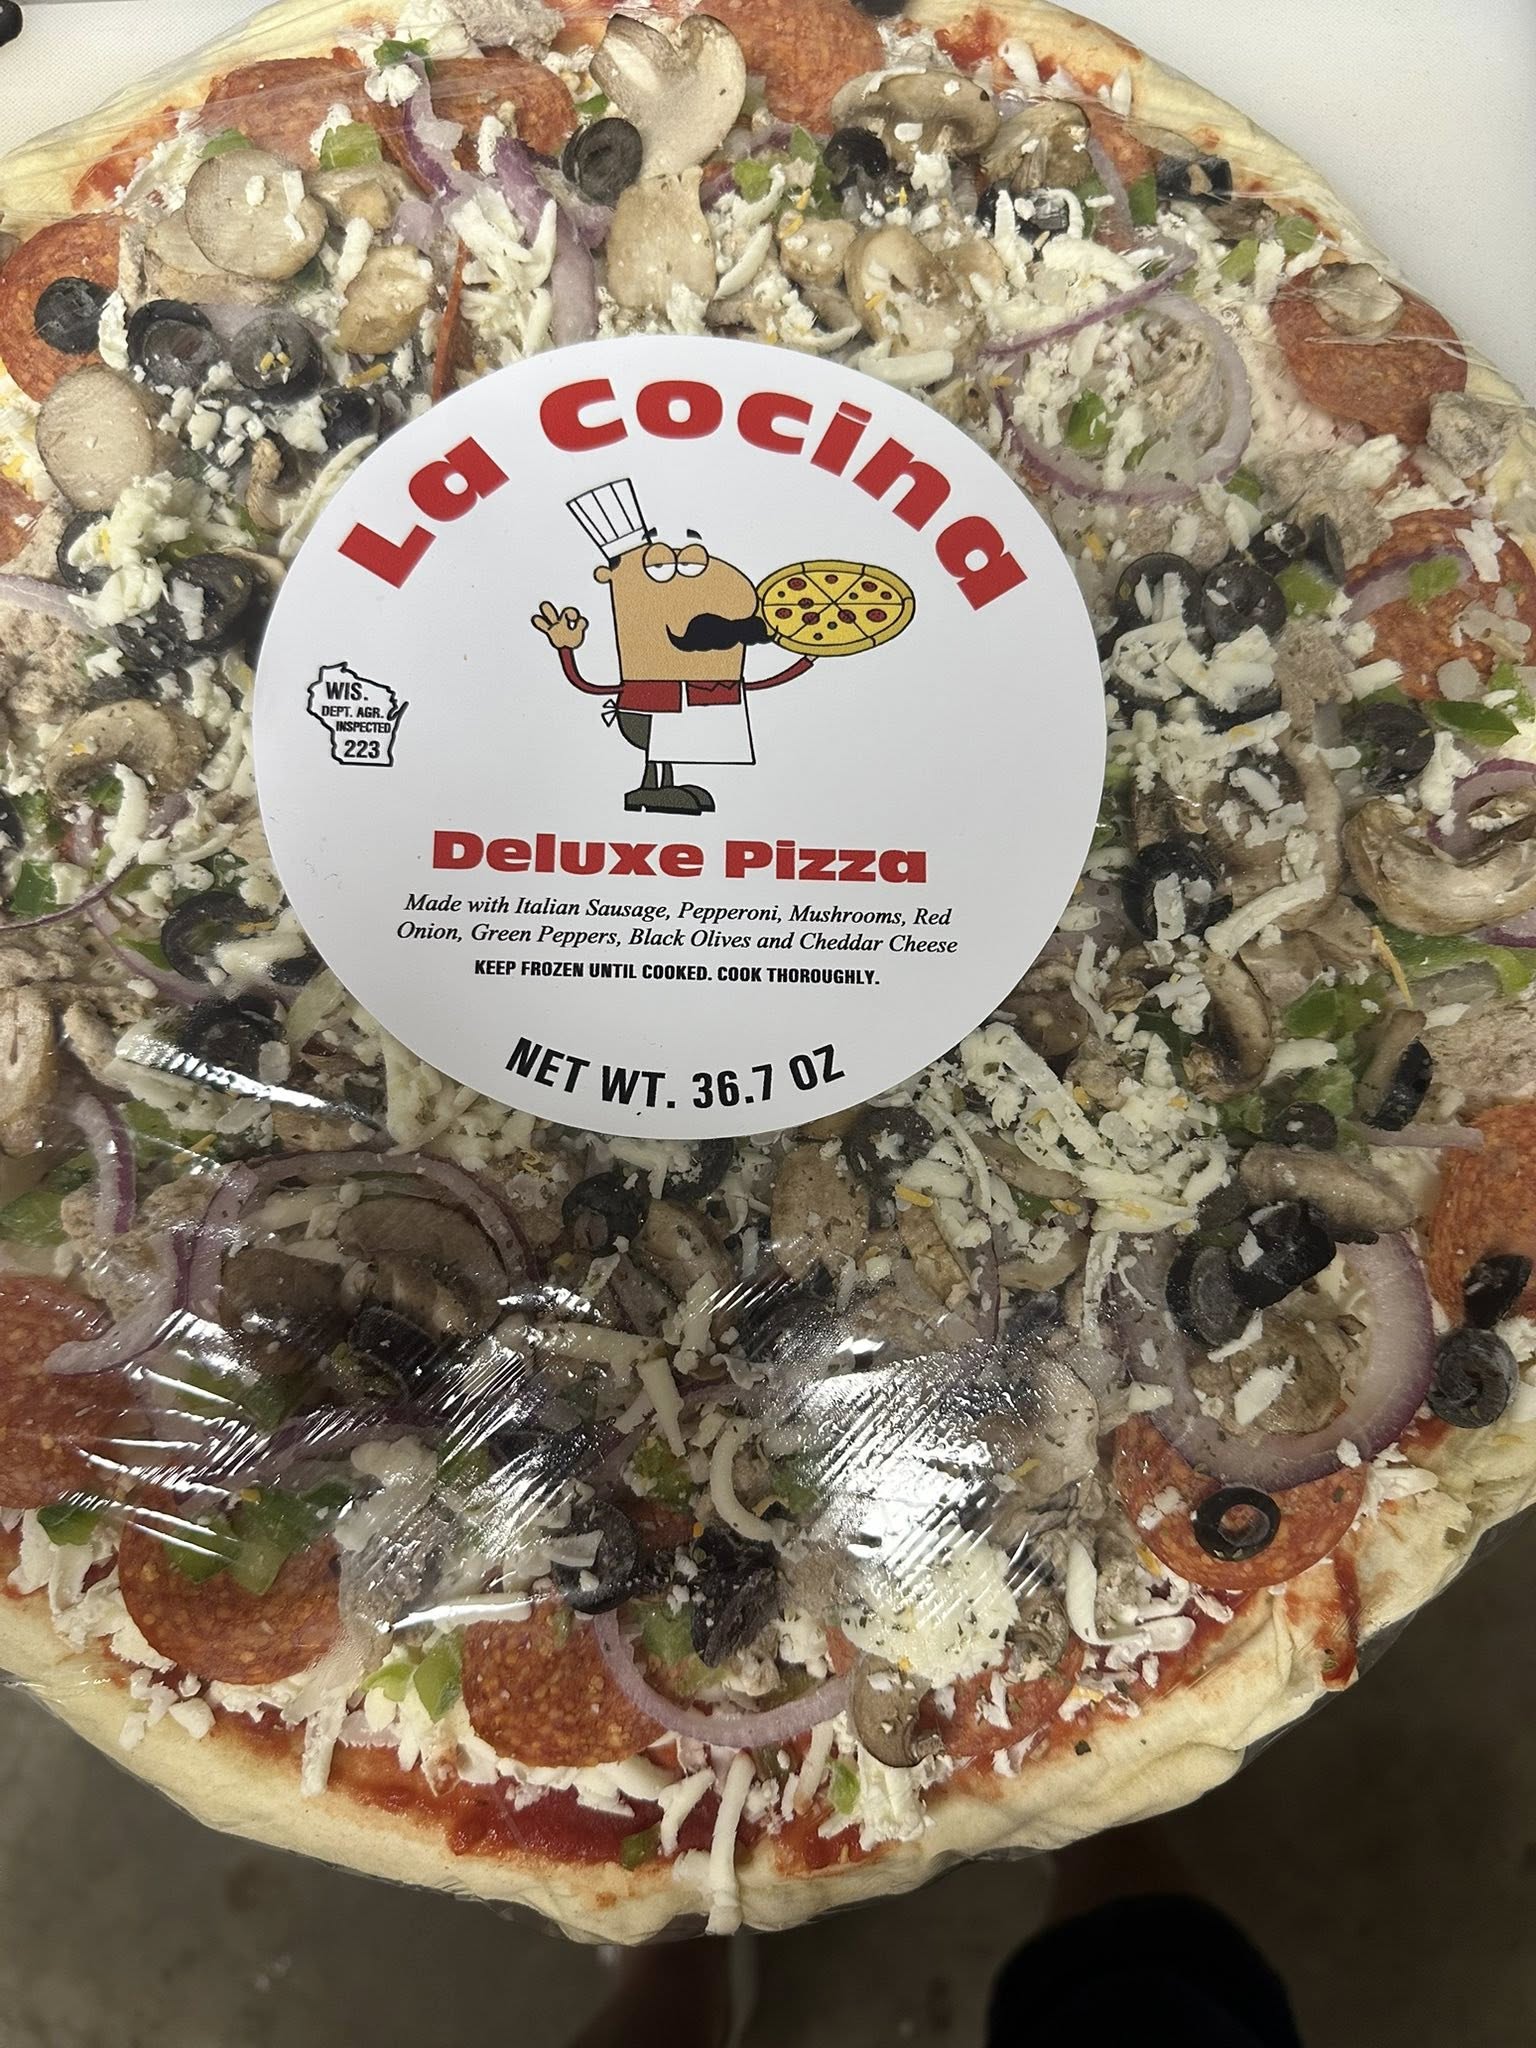 La Cocina
WIS.
DEPT. AGR.
INSPECTED
223
Deluxe Pizza
Made with Italian Sausage, Pepperoni, Mushrooms, Red
Onion, Green Peppers, Black Olives and Cheddar Cheese
KEEP FROZEN UNTIL COOKED. COOK THOROUGHLY.
NET WT. 36.7 OZ